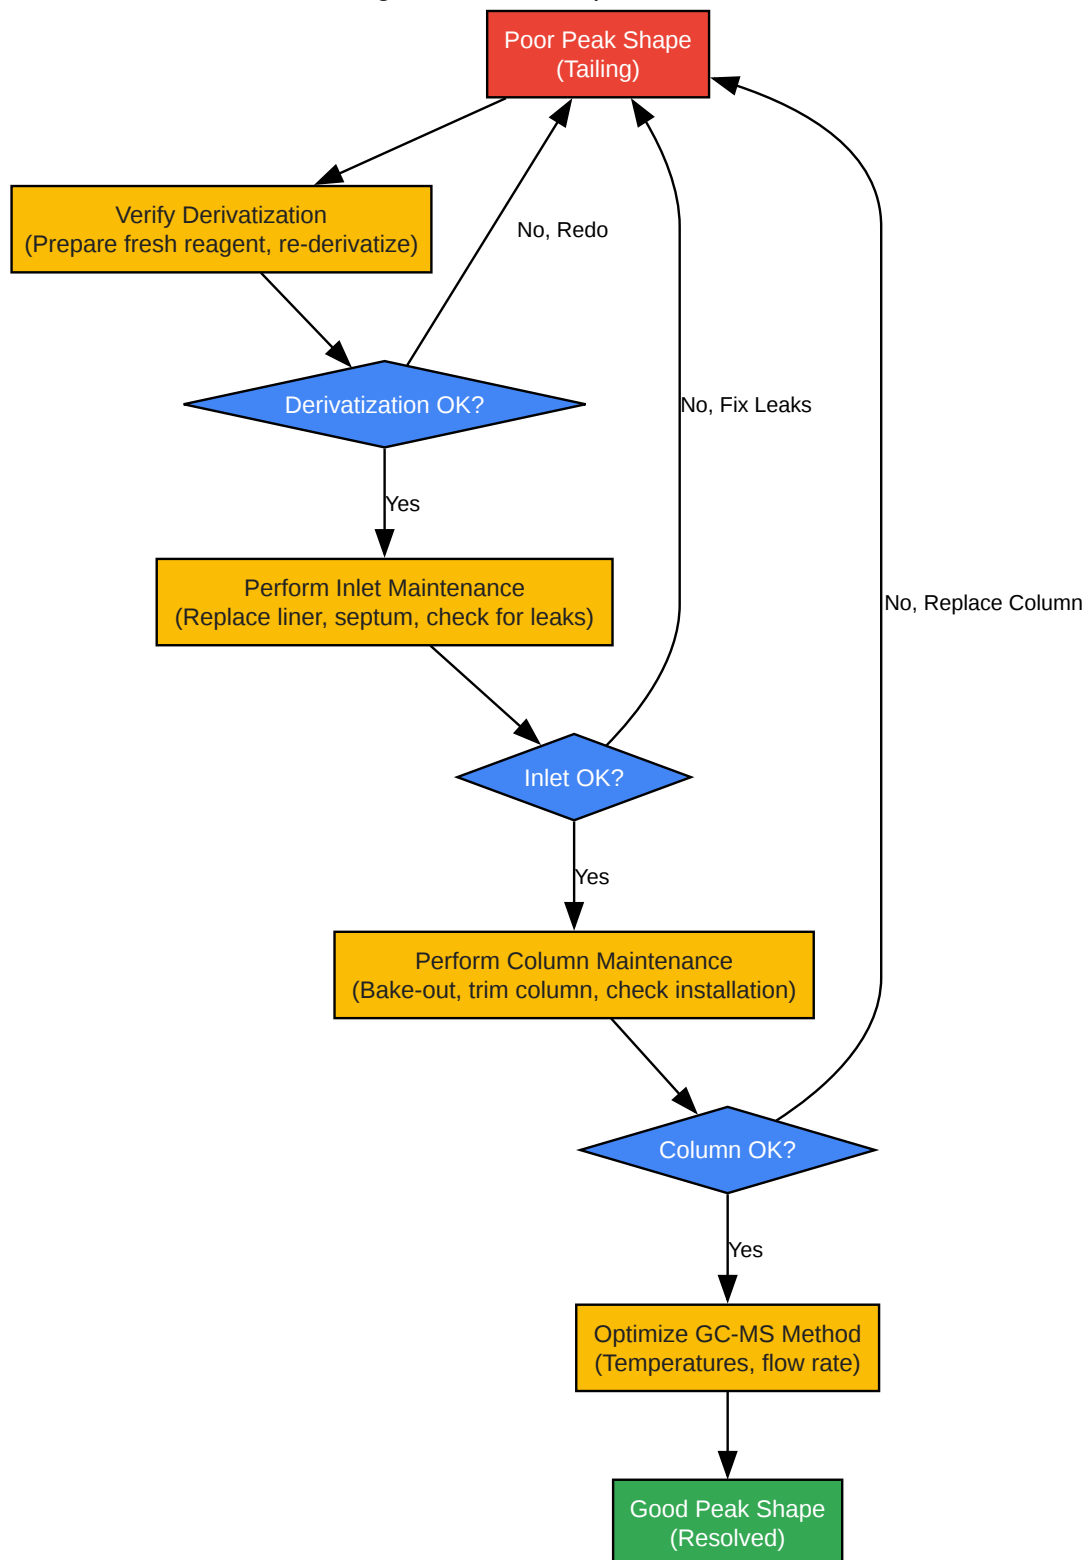 Poor Peak Shape
(Tailing)
Verify Derivatization
(Prepare fresh reagent, re-derivatize)
No, Redo
Derivatization OK?
No, Fix Leaks
Yes
Perform Inlet Maintenance
(Replace liner, septum, check for leaks)
No, Replace Column
Inlet OK?
Yes
Perform Column Maintenance
(Bake-out, trim column, check installation)
Column OK?
Yes
Optimize GC-MS Method
(Temperatures, flow rate)
Good Peak Shape
(Resolved)